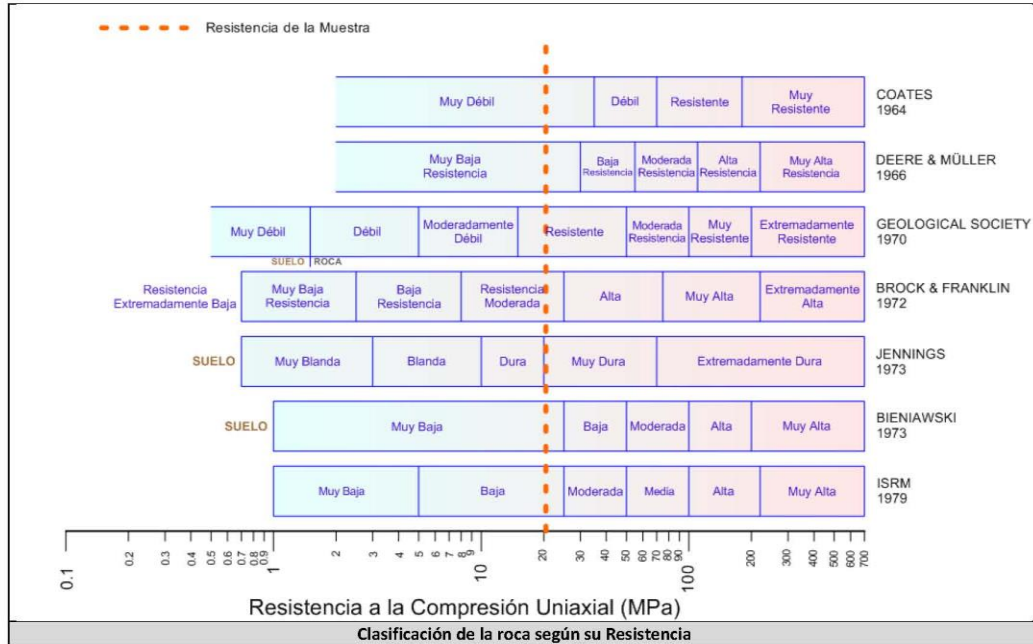 Resistencia de la Muestra
Muy Débil
Débil
Resistente
Muy
Resistente
COATES
1964
Muy Baja
Resistencia
Baja
Resistencia
Moderada
Resistencia
Alta
Resistencia
Muy Alta
Resistencia
DEERE & MÜLLER
1966
Muy Débil
Débil
Moderadamente
Débil
Resistente
Moderada
Resistencia
Muy
Resistente
Extremadamente
Resistente
GEOLOGICAL SOCIETY
1970
SUELO
ROCA
Resistencia
Extremadamente Baja
Muy Baja
Resistencia
Baja
Resistencia
Resistencia
Moderada
Alta
Muy Alta
Extremadamente
Alta
BROCK & FRANKLIN
1972
SUELO
Muy Blanda
Blanda
Dura
Muy Dura
Extremadamente Dura
JENNINGS
1973
SUELO
Muy Baja
Baja
Moderada
Alta
Muy Alta
BIENIAWSKI
1973
Muy Baja
Baja
Moderada
Media
Alta
Muy Alta
ISRM
1979
0.1
0.2
0.3
0.4
0.5
0.6
0.7
0.8
0.9
1
2
3
4
5
6
7
8
9
10
20
30
40
50
60
70
80
90
100
200
300
400
500
600
700
Resistencia a la Compresión Uniaxial (MPa)
Clasificación de la roca según su Resistencia